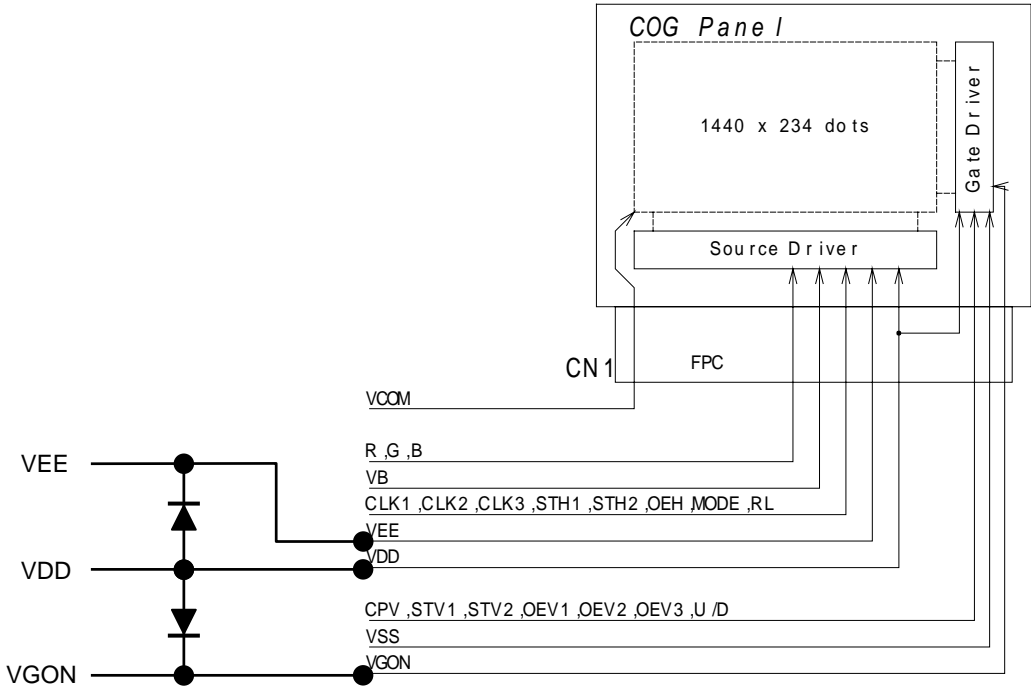 COG Panel
1440 x 234 dots
Gate Driver
Source Driver
CN1
FPC
VCOM
R ,G ,B
VB
CLK1 ,CLK2 ,CLK3 ,STH1 ,STH2 ,OEH ,MODE ,RL
VEE
VEE
VDD
VDD
CPV ,STV1 ,STV2 ,OEV1 ,OEV2 ,OEV3 ,U /D
VSS
VGON
VGON